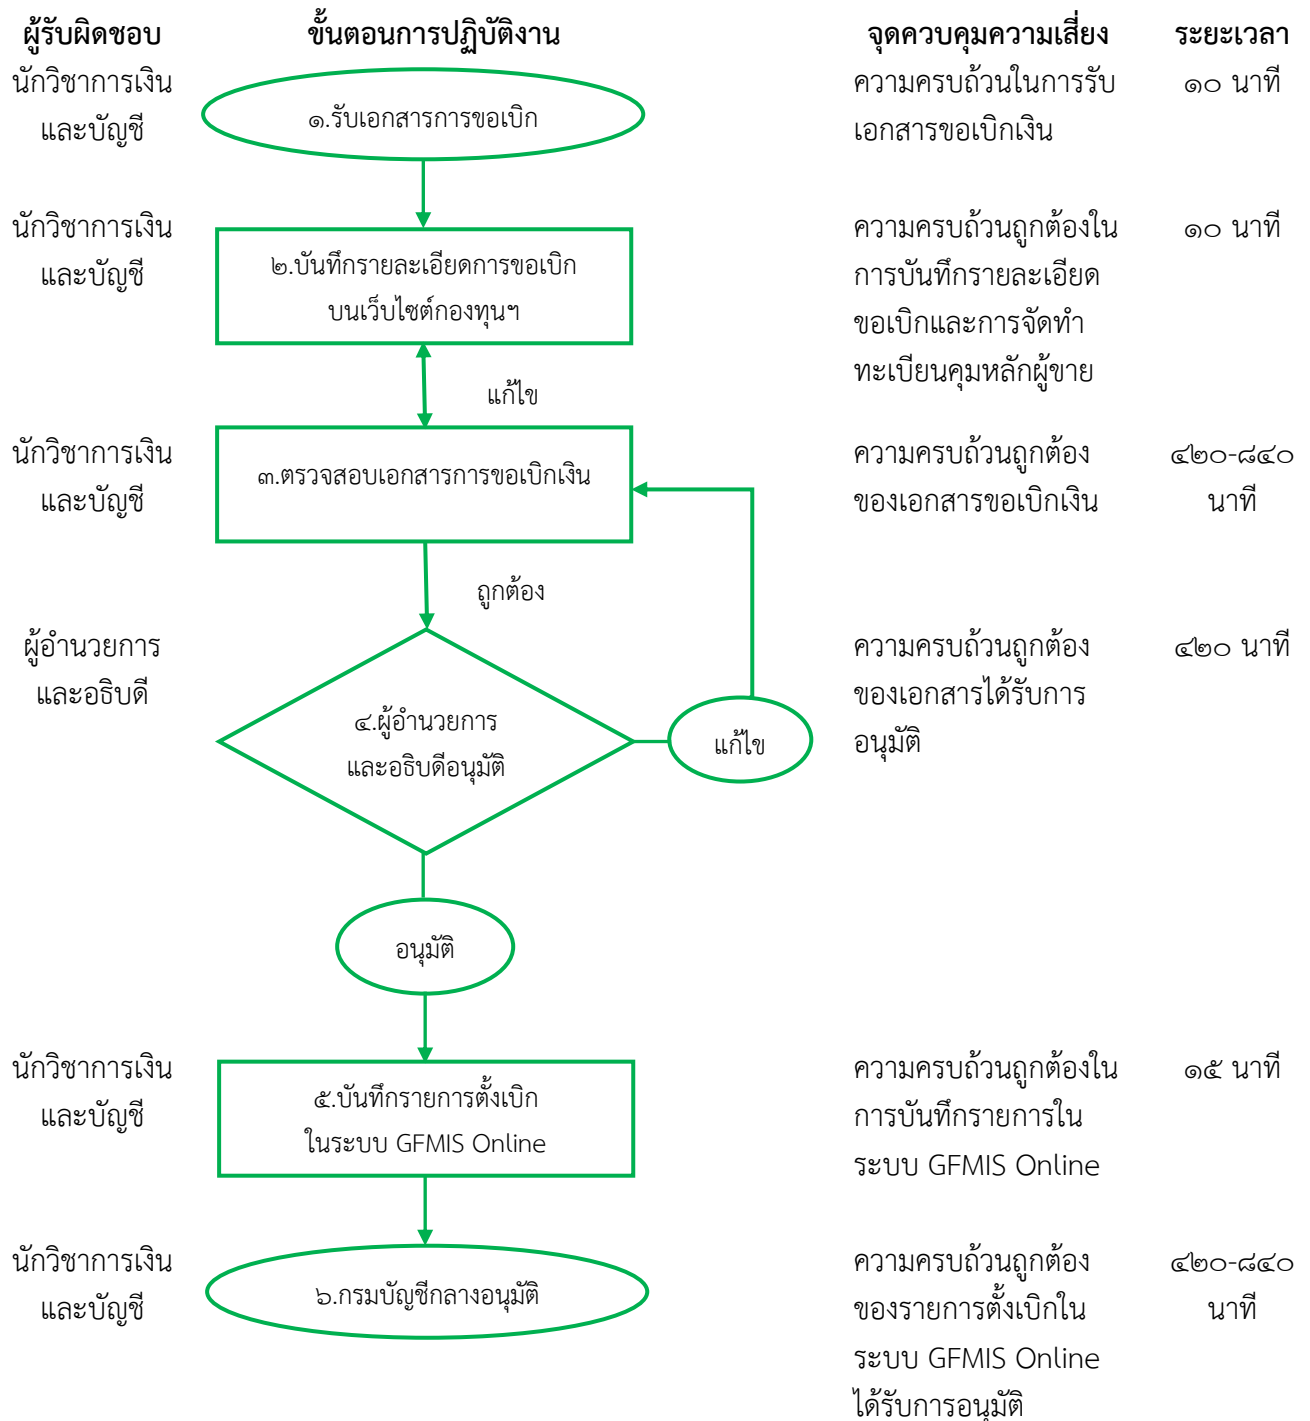 ผู้รับผิดชอบ ขั้นตอนการปฏิบัติงาน จุดควบคุมความเสี่ยง ระยะเวลา
นักวิชาการเงิน
และบัญชี
๑.รับเอกสารการขอเบิก
ความครบถ้วนในการรับ
เอกสารขอเบิกเงิน
๑๐ นาที
นักวิชาการเงิน
และบัญชี
๒.บันทึกรายละเอียดการขอเบิก
บนเว็บไซต์กองทุนฯ
ความครบถ้วนถูกต้องใน
การบันทึกรายละเอียด
ขอเบิกและการจัดทำ
ทะเบียนคุมหลักผู้ขาย
๑๐ นาที
แก้ไข
นักวิชาการเงิน
และบัญชี
๓.ตรวจสอบเอกสารการขอเบิกเงิน
ความครบถ้วนถูกต้อง
ของเอกสารขอเบิกเงิน
๔๒๐-๘๔๐
นาที
ถูกต้อง
ผู้อำนวยการ
และอธิบดี
๔.ผู้อำนวยการ
และอธิบดีอนุมัติ
แก้ไข
ความครบถ้วนถูกต้อง
ของเอกสารได้รับการ
อนุมัติ
๔๒๐ นาที
อนุมัติ
นักวิชาการเงิน
และบัญชี
๕.บันทึกรายการตั้งเบิก
ในระบบ GFMIS Online
ความครบถ้วนถูกต้องใน
การบันทึกรายการใน
ระบบ GFMIS Online
๑๕ นาที
นักวิชาการเงิน
และบัญชี
๖.กรมบัญชีกลางอนุมัติ
ความครบถ้วนถูกต้อง
ของรายการตั้งเบิกใน
ระบบ GFMIS Online
ได้รับการอนุมัติ
๔๒๐-๘๔๐
นาที